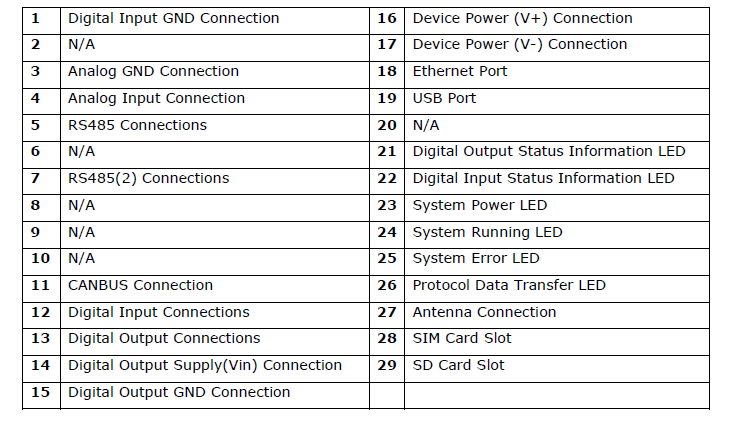 1 Digital Input GND Connection 16 Device Power (V+) Connection
2 N/A 17 Device Power (V-) Connection
3 Analog GND Connection 18 Ethernet Port
4 Analog Input Connection 19 USB Port
5 RS485 Connections 20 N/A
6 N/A 21 Digital Output Status Information LED
7 RS485(2) Connections 22 Digital Input Status Information LED
8 N/A 23 System Power LED
9 N/A 24 System Running LED
10 N/A 25 System Error LED
11 CANBUS Connection 26 Protocol Data Transfer LED
12 Digital Input Connections 27 Antenna Connection
13 Digital Output Connections 28 SIM Card Slot
14 Digital Output Supply(Vin) Connection 29 SD Card Slot
15 Digital Output GND Connection